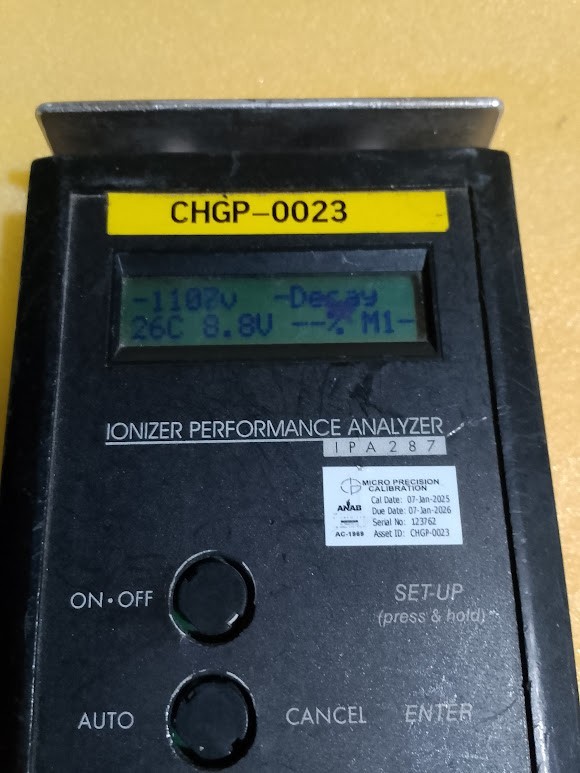 CHGP-0023
-1107v -Decay
26C 8.8V --% M1-
IONIZER PERFORMANCE ANALYZER
IPA287
MICRO PRECISION
CALIBRATION
ANAB
Cal Date: 07-Jan-2025
Due Date: 07-Jan-2026
Serial No: 123762
AC-1969 Asset ID: CHGP-0023
ON•OFF
SET-UP
(press & hold)
AUTO
CANCEL
ENTER